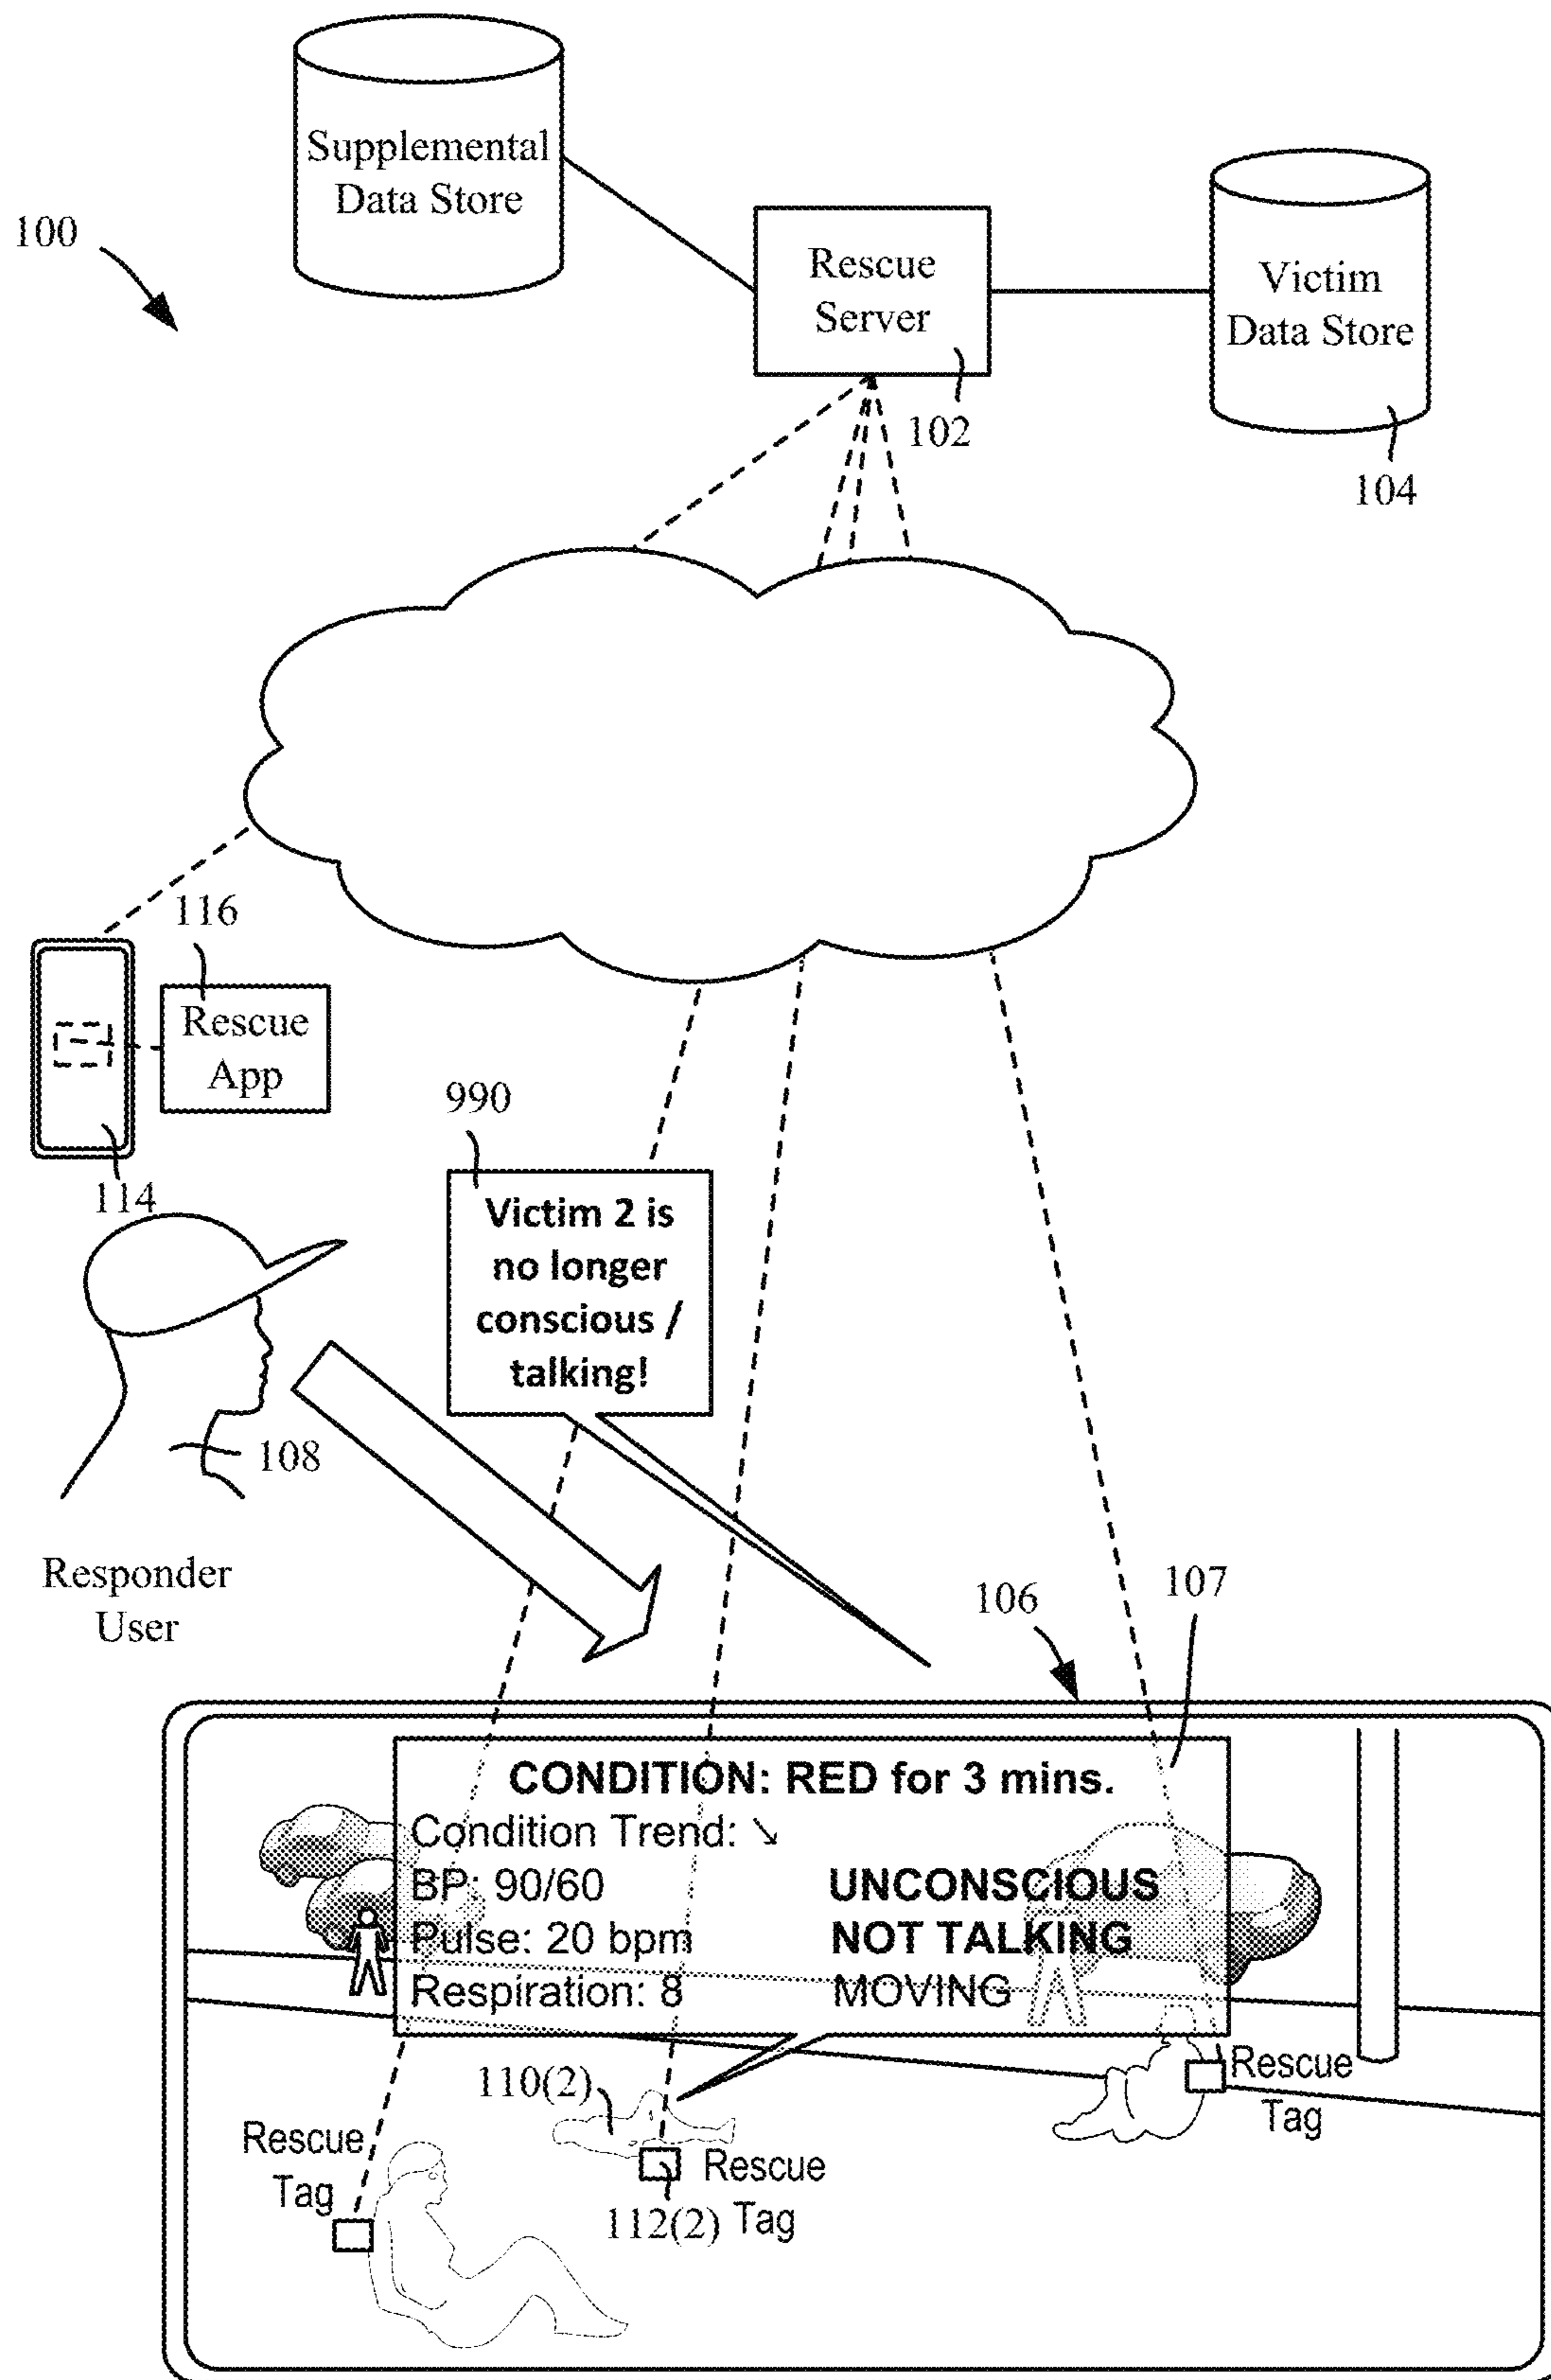 Supplemental
Data Store
100
Rescue
Server
Victim
Data Store
102
104
116
Rescue
App
114
990
Victim 2 is
no longer
conscious /
talking!
108
Responder
User
106
107
CONDITION: RED for 3 mins.
Condition Trend: ↘
BP: 90/60
UNCONSCIOUS
Pulse: 20 bpm
NOT TALKING
Respiration: 8
MOVING
110(2)
Rescue
Tag
Rescue
Tag
Rescue
Tag
112(2)